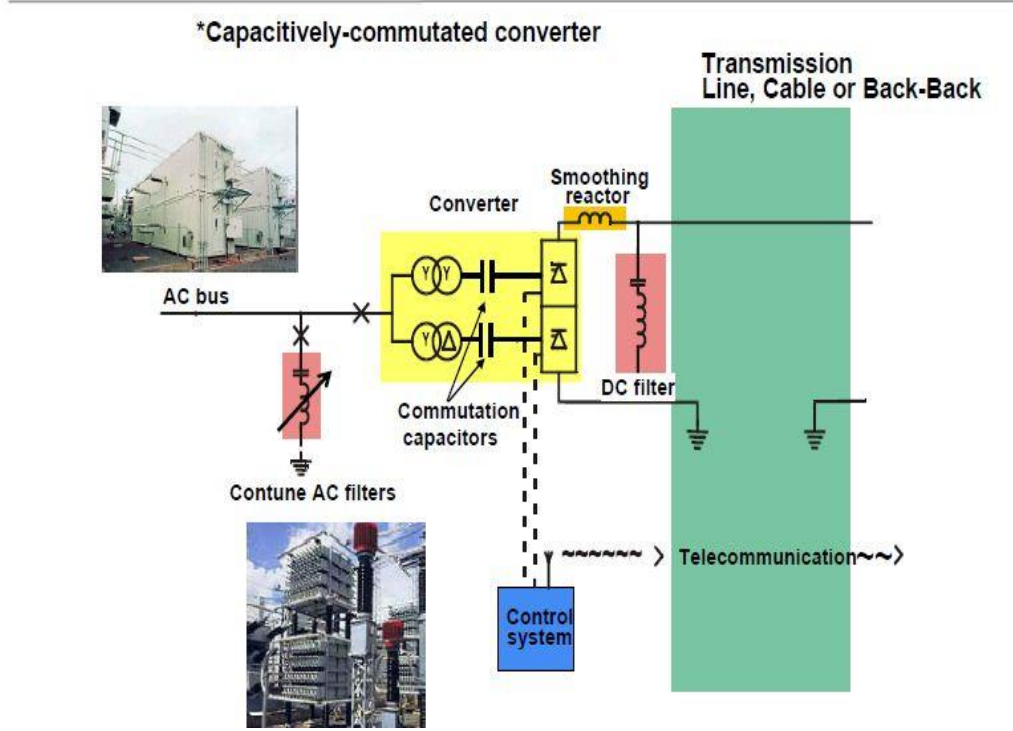 *Capacitively-commutated converter
Transmission
Line, Cable or Back-Back
Smoothing
reactor
Converter
Y Y
AC bus
Y Δ
DC filter
Commutation
capacitors
Contune AC filters
Telecommunication
Control
system